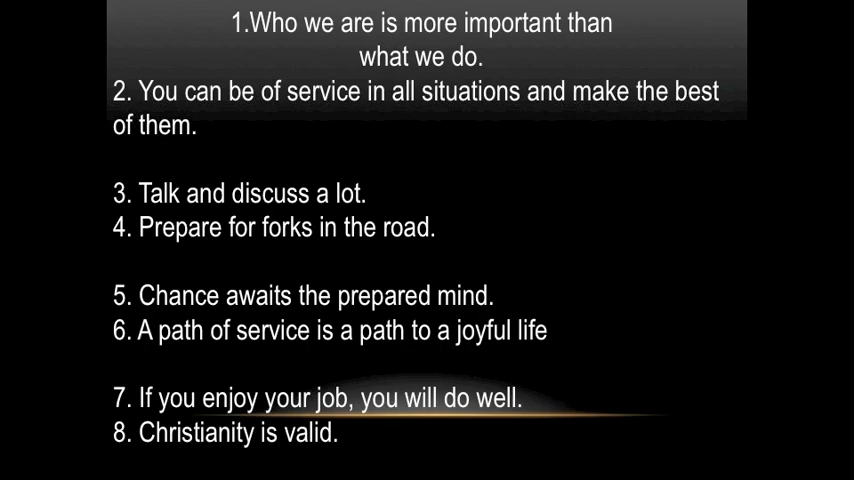 1.Who we are is more important than
what we do.
2. You can be of service in all situations and make the best
of them.
3. Talk and discuss a lot.
4. Prepare for forks in the road.
5. Chance awaits the prepared mind.
6. A path of service is a path to a joyful life
7. If you enjoy your job, you will do well.
8. Christianity is valid.